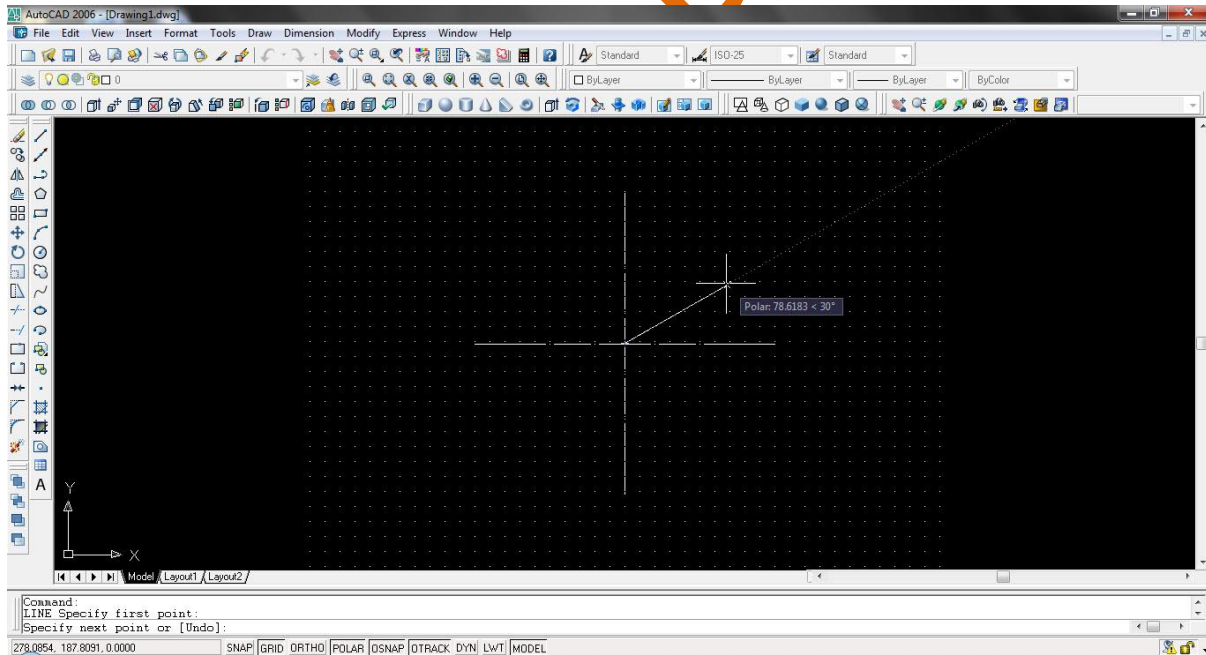 AutoCAD 2006 - [Drawing1.dwg]
File Edit View Insert Format Tools Draw Dimension Modify Express Window Help
Standard ISO-25 Standard
0 ByLayer ByLayer ByLayer ByColor
Polar: 78.6183 < 30°
A
Y
X
Model Layout1 Layout2
Command:
LINE Specify first point:
Specify next point or [Undo]:
278.0854, 187.8091, 0.0000 SNAP GRID ORTHO POLAR OSNAP OTRACK DYN LWT MODEL